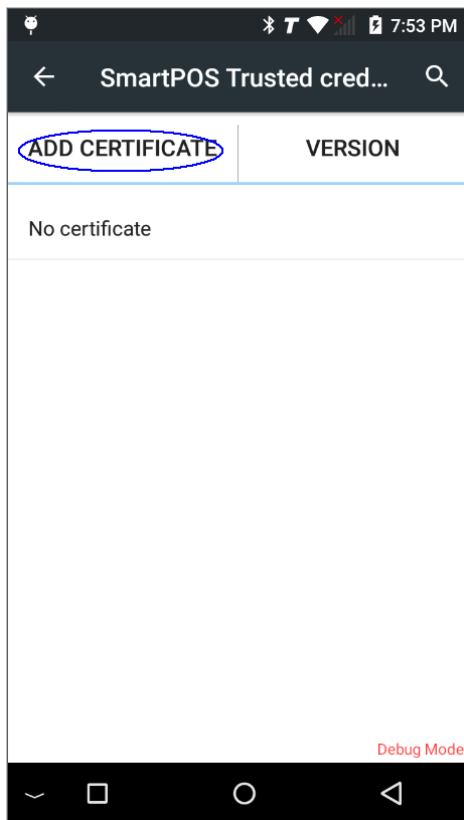 7:53 PM
SmartPOS Trusted cred...
ADD CERTIFICATE
VERSION
No certificate
Debug Mode